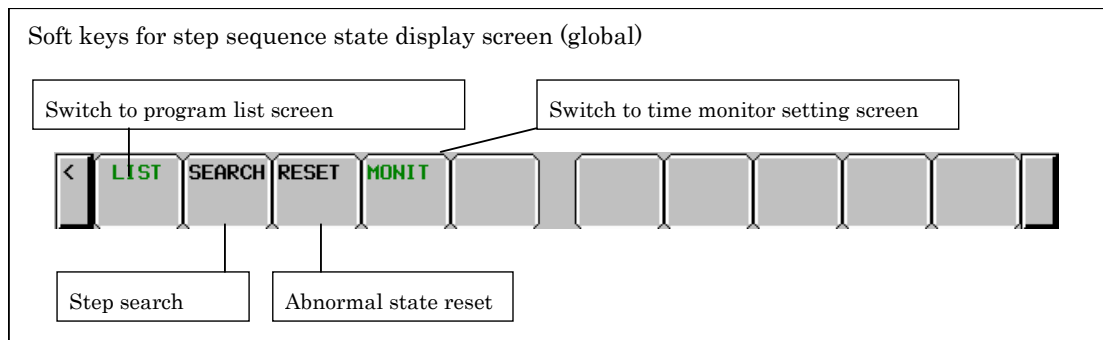 Soft keys for step sequence state display screen (global)
Switch to program list screen
Switch to time monitor setting screen
< LIST SEARCH RESET MONIT
Step search
Abnormal state reset